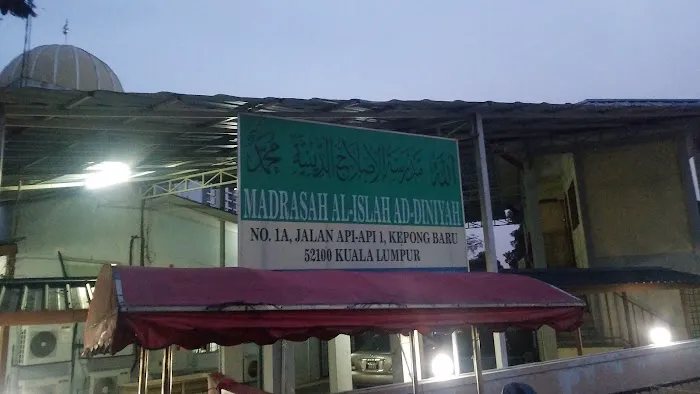 الله مدرسة الإصلاح الدينية محمد
MADRASAH AL-ISLAH AD-DINIYAH
NO. 1A, JALAN API-API 1, KEPONG BARU
52100 KUALA LUMPUR